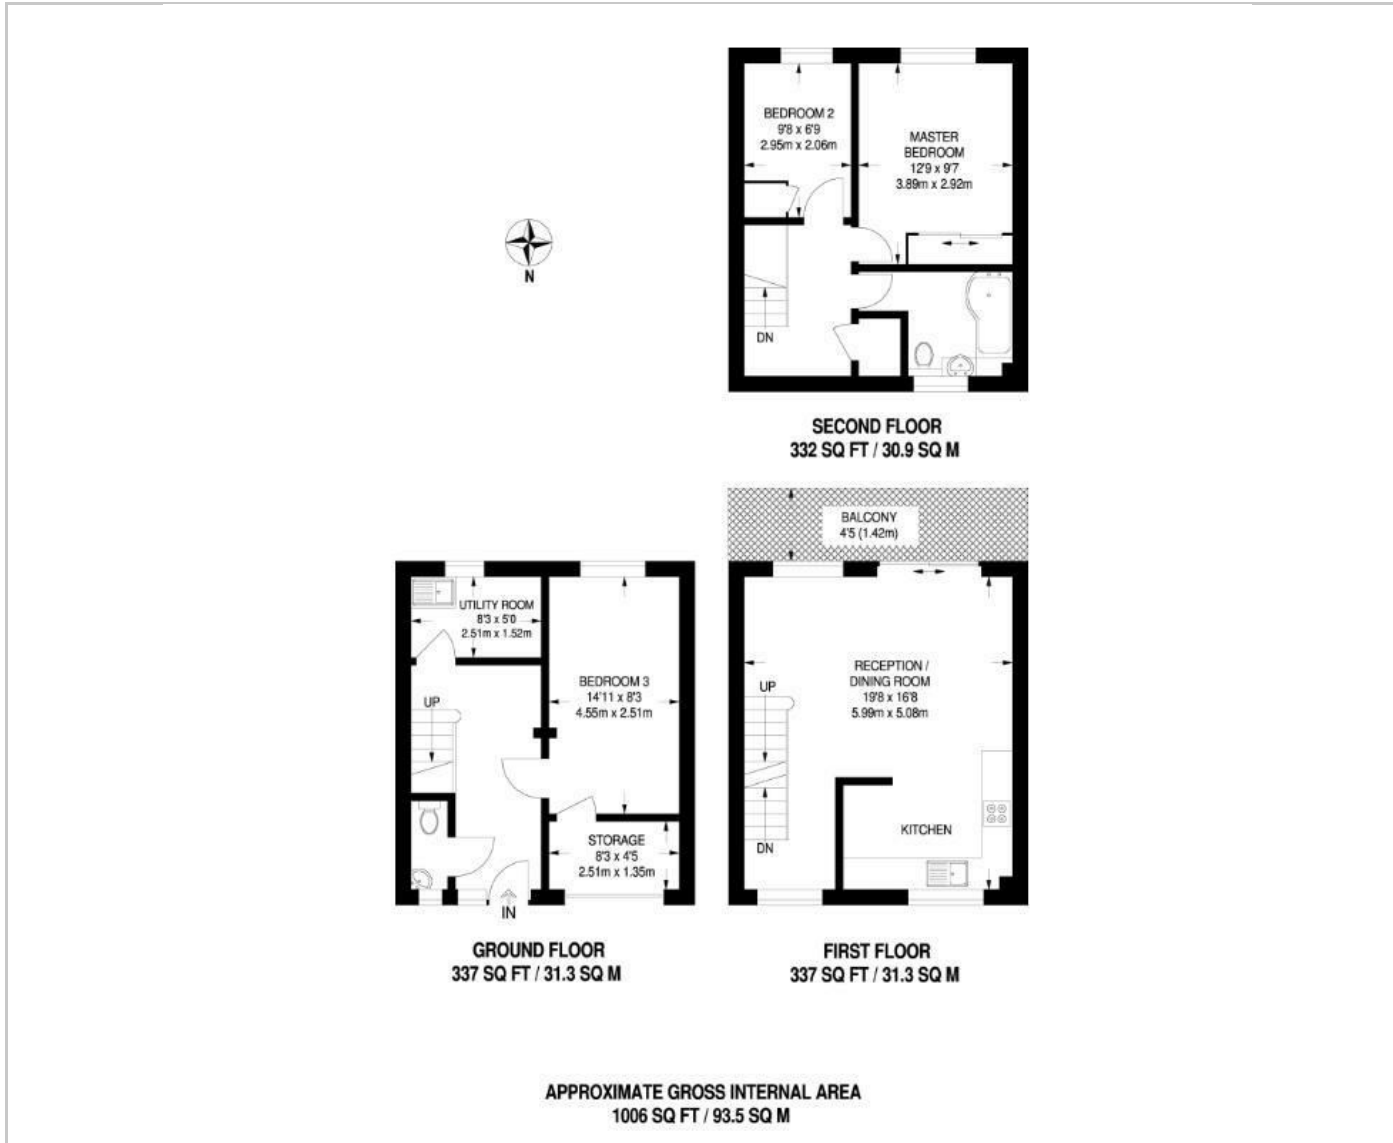 BEDROOM 2
9'8 x 6'9
2.95m x 2.06m
MASTER
BEDROOM
12'9 x 9'7
3.89m x 2.92m
DN
SECOND FLOOR
332 SQ FT / 30.9 SQ M
N
BALCONY
4'5 (1.42m)
UTILITY ROOM
8'3 x 5'0
2.51m x 1.52m
BEDROOM 3
14'11 x 8'3
4.55m x 2.51m
UP
STORAGE
8'3 x 4'5
2.51m x 1.35m
IN
GROUND FLOOR
337 SQ FT / 31.3 SQ M
RECEPTION /
DINING ROOM
19'8 x 16'8
5.99m x 5.08m
UP
KITCHEN
DN
FIRST FLOOR
337 SQ FT / 31.3 SQ M
APPROXIMATE GROSS INTERNAL AREA
1006 SQ FT / 93.5 SQ M